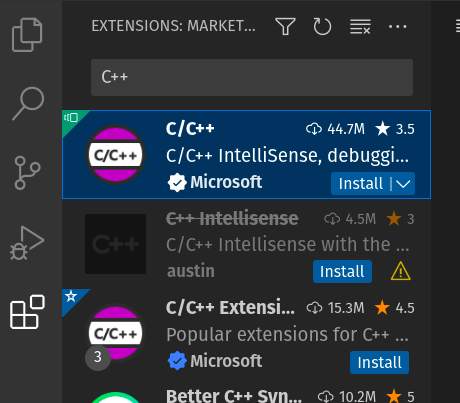 EXTENSIONS: MARKET...
C++
C/C++ 44.7M 3.5
C/C++
C/C++ IntelliSense, debuggi...
Microsoft Install
C++ Intellisense 4.5M 3
C++
C/C++ Intellisense with the ...
austin Install
C/C++ Extensi... 15.3M 4.5
C/C++
Popular extensions for C++ ...
3
Microsoft Install
Better C++ Syn... 10.2M 5